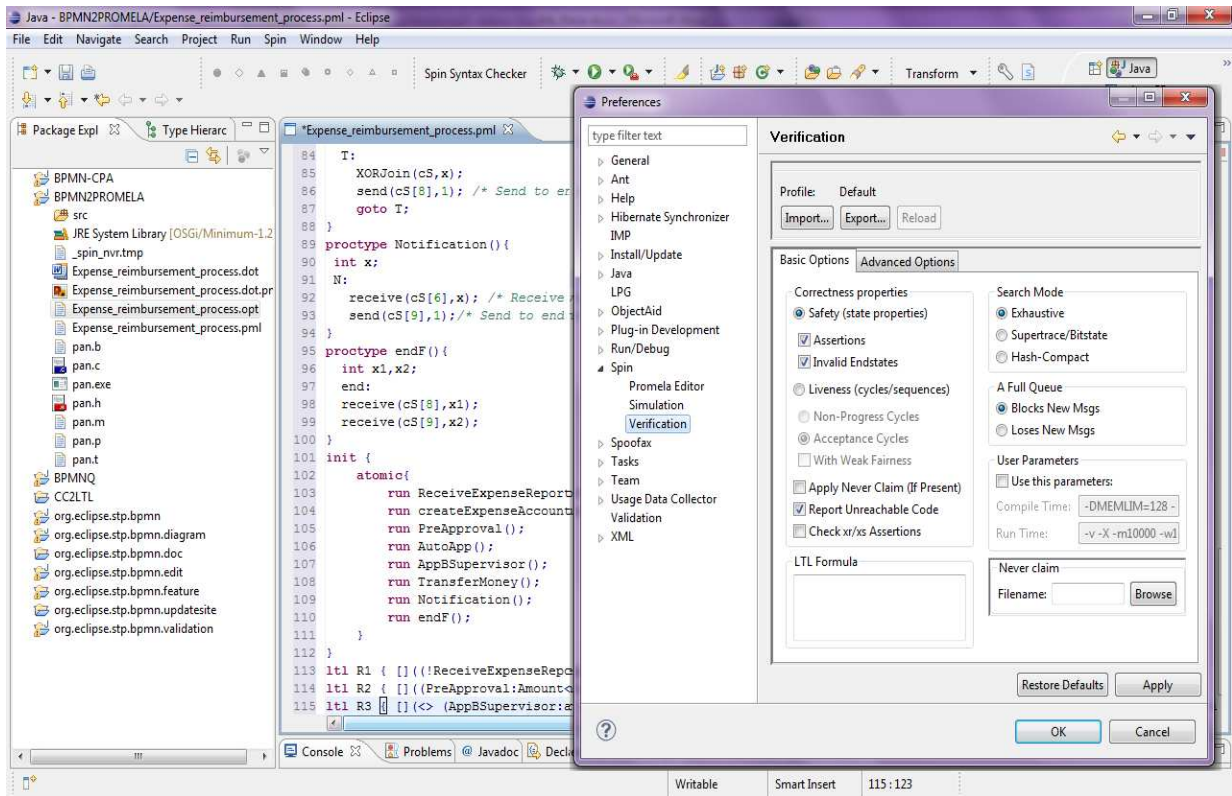 Java - BPMN2PROMELA/Expense_reimbursement_process.pml - Eclipse
File Edit Navigate Search Project Run Spin Window Help
Spin Syntax Checker
Transform
Java
»
Package Expl
Type Hierarc
BPMN-CPA
BPMN2PROMELA
src
JRE System Library [OSGi/Minimum-1.2
_spin_nvr.tmp
Expense_reimbursement_process.dot
Expense_reimbursement_process.dot.pr
Expense_reimbursement_process.opt
Expense_reimbursement_process.pml
pan.b
pan.c
pan.exe
pan.h
pan.m
pan.p
pan.t
BPMNQ
CC2LTL
org.eclipse.stp.bpmn
org.eclipse.stp.bpmn.diagram
org.eclipse.stp.bpmn.doc
org.eclipse.stp.bpmn.edit
org.eclipse.stp.bpmn.feature
org.eclipse.stp.bpmn.updatesite
org.eclipse.stp.bpmn.validation
*Expense_reimbursement_process.pml
84 T:
85 XORJoin(cS,x);
86 send(cS[8],1); /* Send to en
87 goto T;
88 }
89 proctype Notification(){
90 int x;
91 N:
92 receive(cS[6],x); /* Receive
93 send(cS[9],1);/* Send to end
94 }
95 proctype endF(){
96 int x1,x2;
97 end:
98 receive(cS[8],x1);
99 receive(cS[9],x2);
100 }
101 init {
102 atomic{
103 run ReceiveExpenseReport
104 run createExpenseAccount
105 run PreApproval();
106 run AutoApp();
107 run AppBSupervisor();
108 run TransferMoney();
109 run Notification();
110 run endF();
111 }
112 }
113 ltl R1 { []((!ReceiveExpenseRepo
114 ltl R2 { []((PreApproval:Amount<
115 ltl R3 { [](<> (AppBSupervisor:a
Console
Problems
@ Javadoc
Decla
Writable
Smart Insert
115 : 123
Preferences
type filter text
General
Ant
Help
Hibernate Synchronizer
IMP
Install/Update
Java
LPG
ObjectAid
Plug-in Development
Run/Debug
Spin
Promela Editor
Simulation
Verification
Spoofax
Tasks
Team
Usage Data Collector
Validation
XML
Verification
Profile: Default
Import... Export... Reload
Basic Options Advanced Options
Correctness properties
Safety (state properties)
Assertions
Invalid Endstates
Liveness (cycles/sequences)
Non-Progress Cycles
Acceptance Cycles
With Weak Fairness
Apply Never Claim (If Present)
Report Unreachable Code
Check xr/xs Assertions
LTL Formula
Search Mode
Exhaustive
Supertrace/Bitstate
Hash-Compact
A Full Queue
Blocks New Msgs
Loses New Msgs
User Parameters
Use this parameters:
Compile Time: -DMEMLIM=128 -
Run Time: -v -X -m10000 -w1
Never claim
Filename:
Browse
Restore Defaults
Apply
OK
Cancel